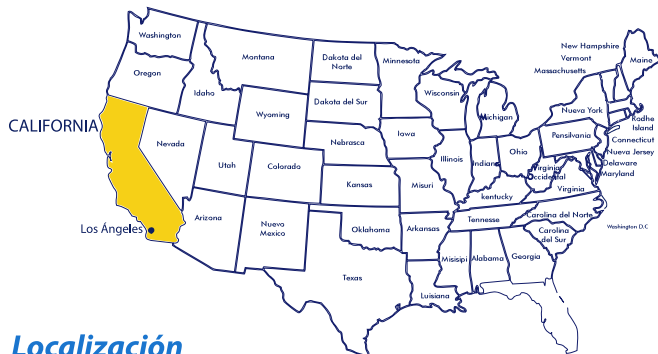 Washington
Montana
Dakota del
Norte
Minnesota
New Hampshire
Vermont
Massachusetts
Maine
Oregon
Idaho
Wyoming
Dakota del Sur
Wisconsin
Michigan
Nueva York
Rodhe
Island
Connecticut
Nueva Jersey
Delaware
Maryland
CALIFORNIA
Nevada
Utah
Colorado
Nebrasca
Iowa
Illinois
Indiana
Ohio
Pensilvania
Virginia
Occidental
Virginia
Kansas
Misuri
kentucky
Los Ángeles
Arizona
Nuevo
Mexico
Oklahoma
Arkansas
Tennesse
Carolina del Norte
Carolina
del Sur
Washington D.C
Texas
Luisiana
Misisipi
Alabama
Georgia
Localización